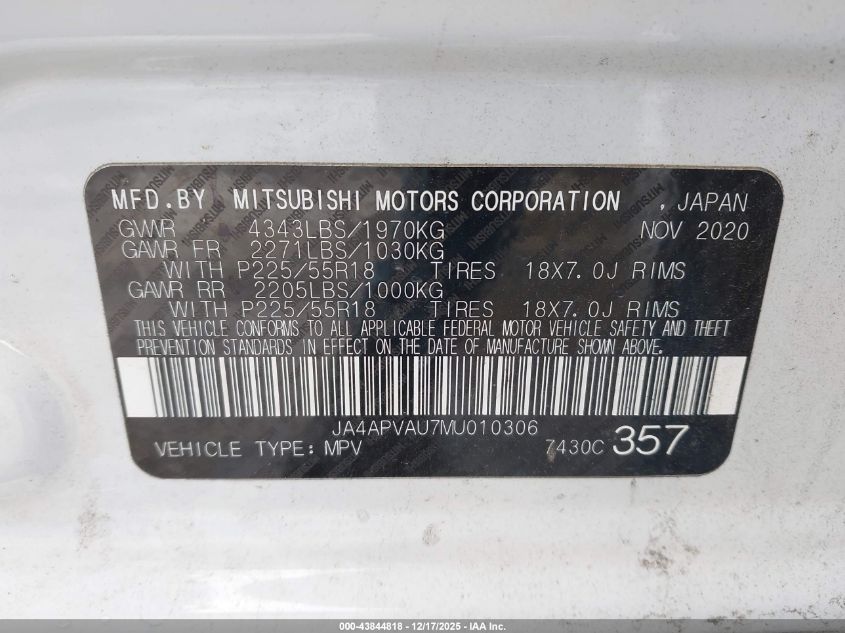 MFD.BY MITSUBISHI MOTORS CORPORATION , JAPAN
GVWR 4343LBS/1970KG NOV 2020
GAWR FR 2271LBS/1030KG
WITH P225/55R18 TIRES 18X7.0J RIMS
GAWR RR 2205LBS/1000KG
WITH P225/55R18 TIRES 18X7.0J RIMS
THIS VEHICLE CONFORMS TO ALL APPLICABLE FEDERAL MOTOR VEHICLE SAFETY AND THEFT
PREVENTION STANDARDS IN EFFECT ON THE DATE OF MANUFACTURE SHOWN ABOVE.
JA4APVAU7MU010306
VEHICLE TYPE: MPV 7430C 357
000-43844818 - 12/17/2025 - IAA Inc.